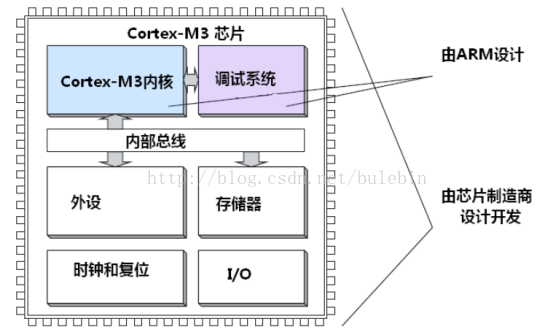 Cortex-M3 芯片
Cortex-M3内核
调试系统
由ARM设计
内部总线
http://blog.csdn.net/bulebin
外设
存储器
由芯片制造商
设计开发
时钟和复位
I/O